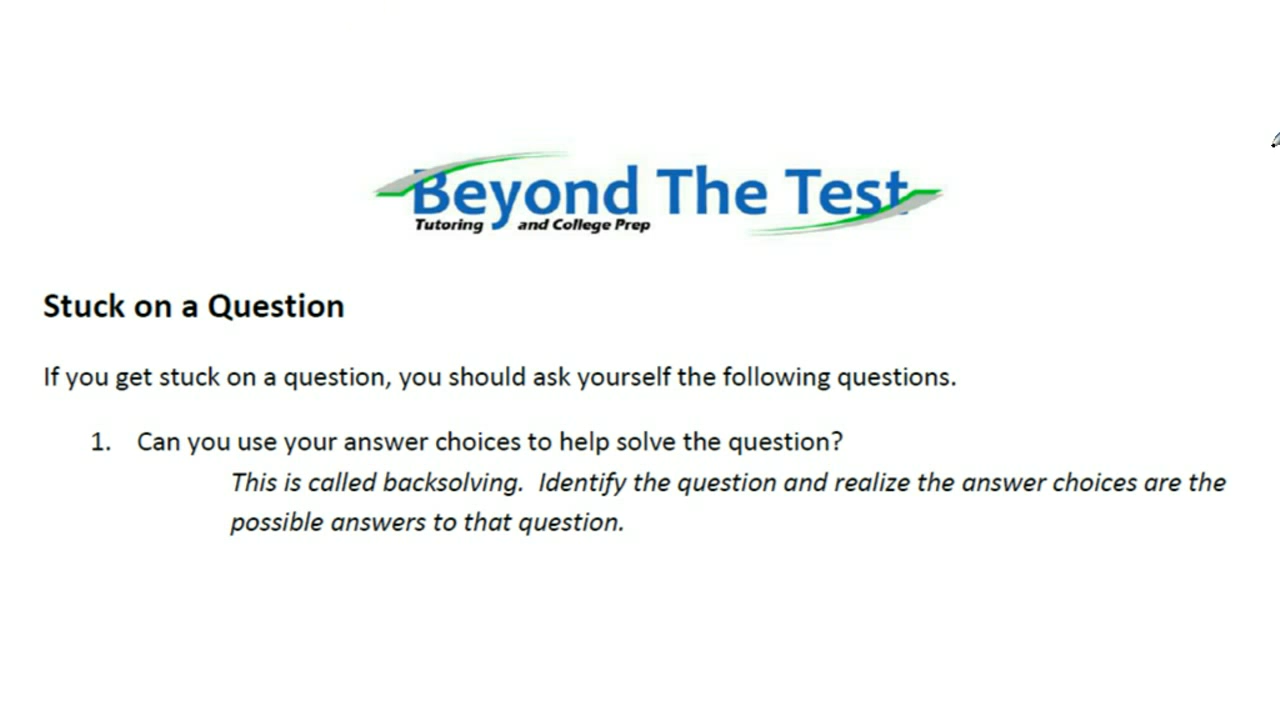 Beyond The Test
Tutoring and College Prep
Stuck on a Question
If you get stuck on a question, you should ask yourself the following questions.
1. Can you use your answer choices to help solve the question?
This is called backsolving. Identify the question and realize the answer choices are the
possible answers to that question.